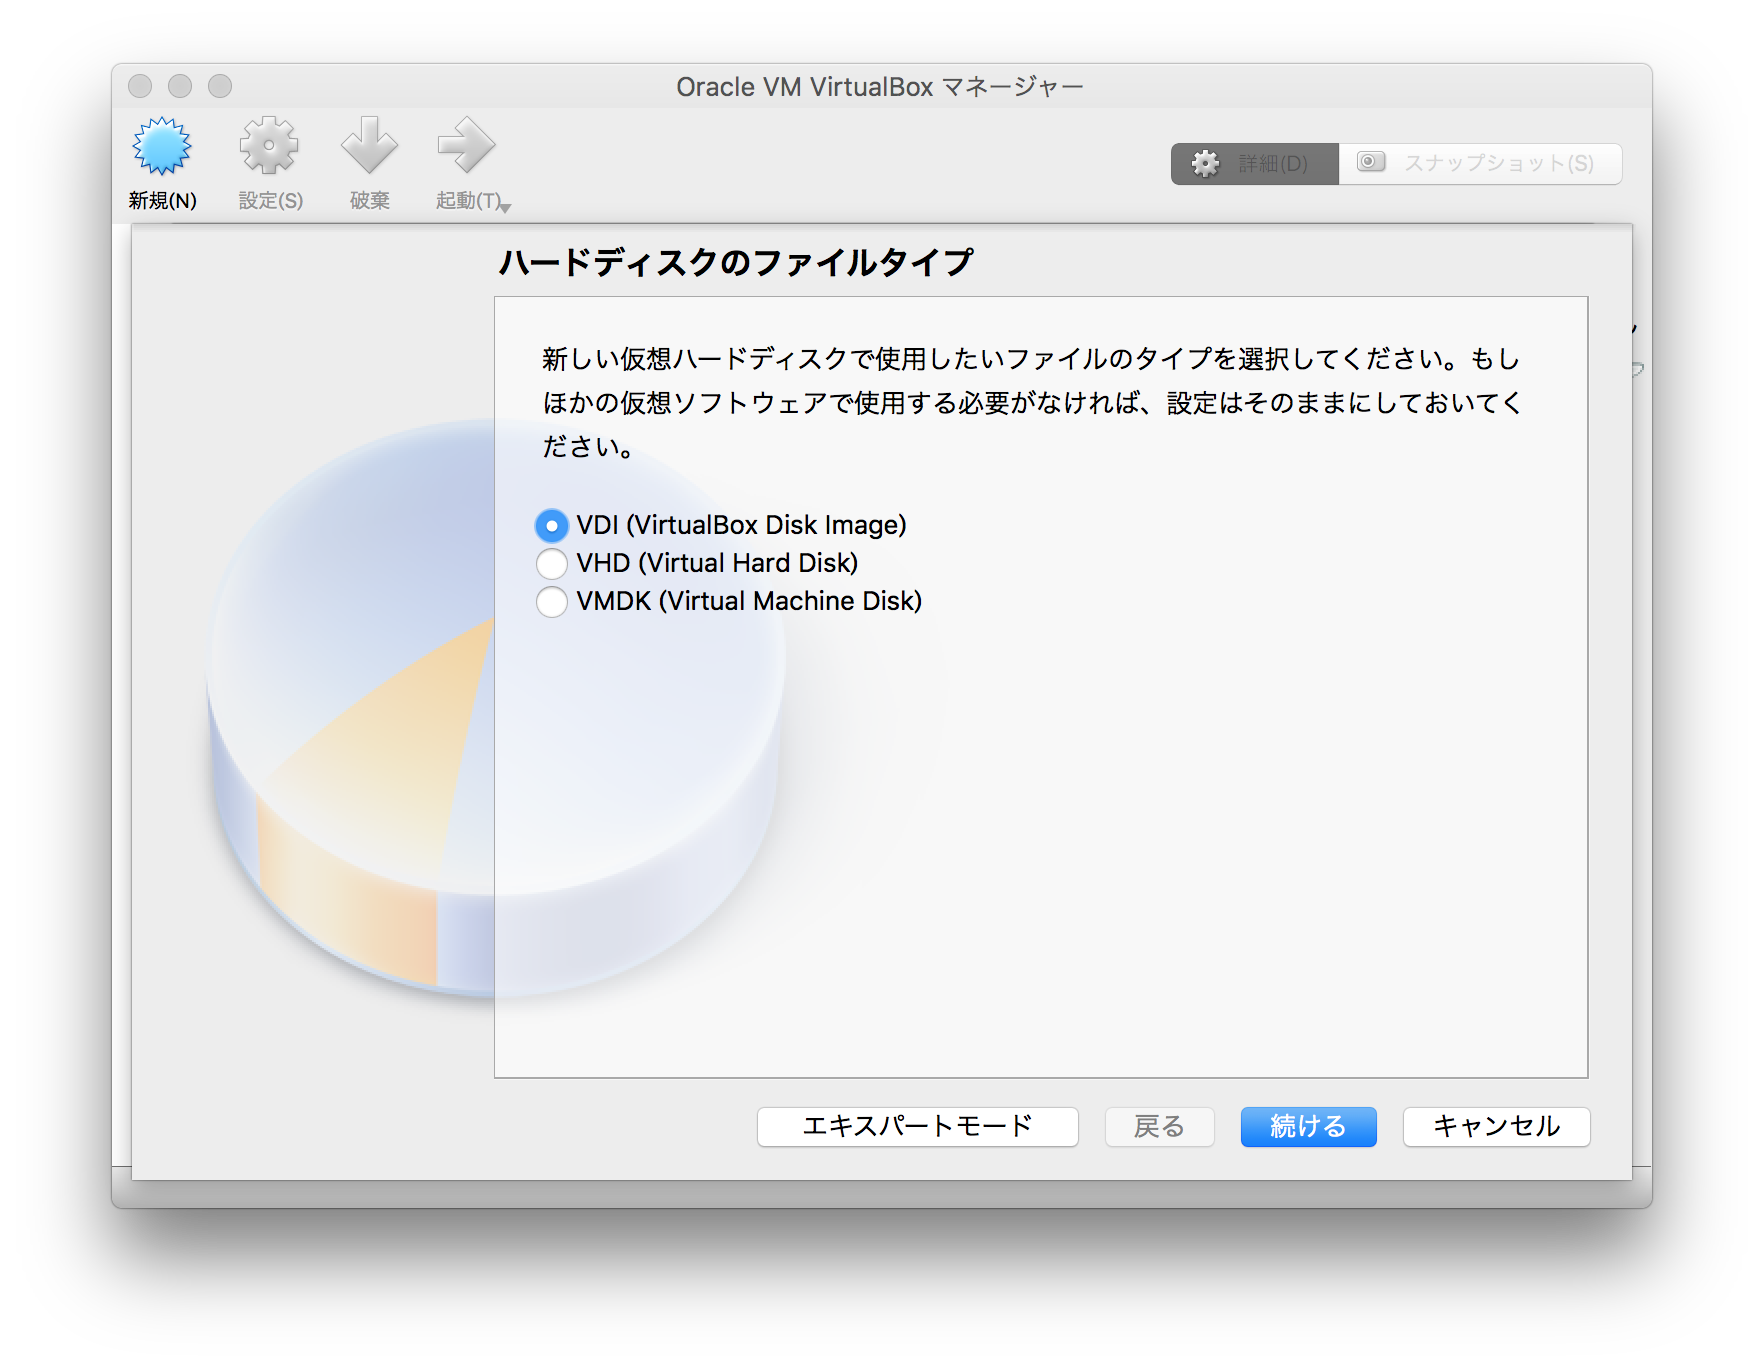 Oracle VM VirtualBox マネージャー
新規(N)
設定(S)
破棄
起動(T)
詳細(D)
スナップショット(S)
ハードディスクのファイルタイプ
新しい仮想ハードディスクで使用したいファイルのタイプを選択してください。もし
ほかの仮想ソフトウェアで使用する必要がなければ、設定はそのままにしておいてく
ださい。
VDI (VirtualBox Disk Image)
VHD (Virtual Hard Disk)
VMDK (Virtual Machine Disk)
エキスパートモード
戻る
続ける
キャンセル